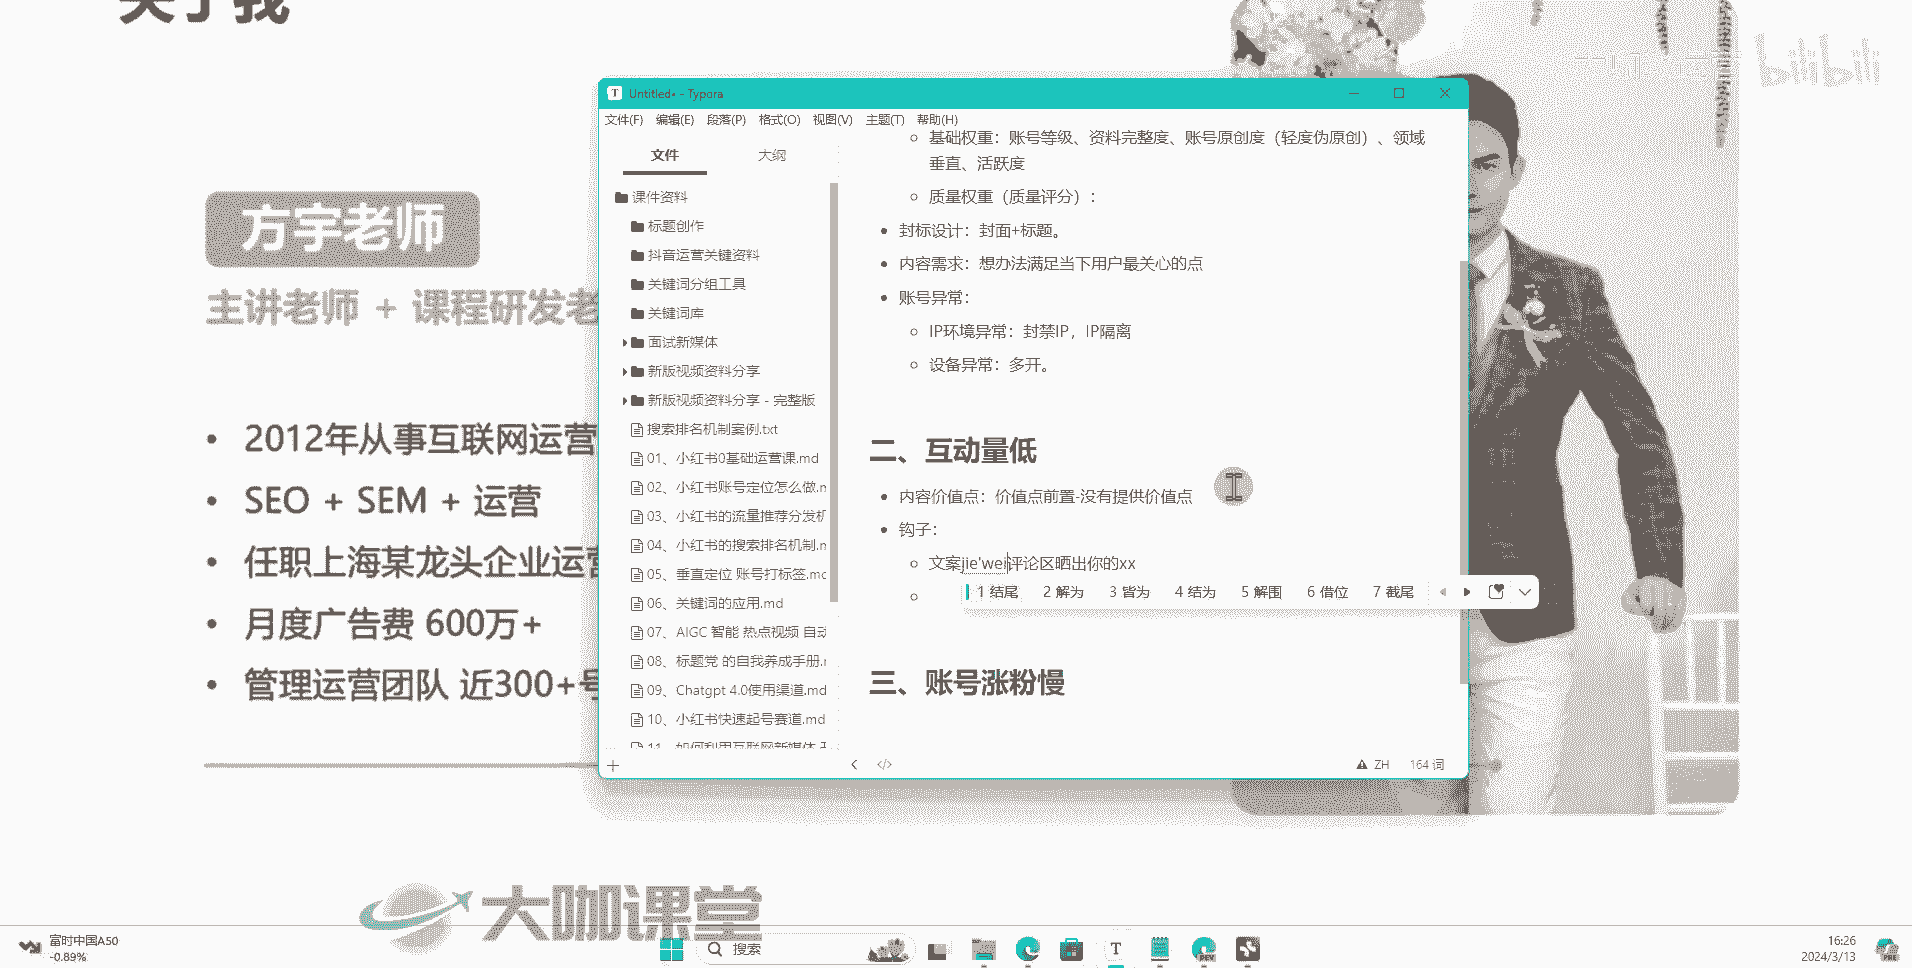 关于我
bilibili
方宇老师
主讲老师 + 课程研发老
• 2012年从事互联网运营
• SEO + SEM + 运营
• 任职上海某龙头企业运营
• 月度广告费 600万+
• 管理运营团队 近300+号
大咖课堂
Untitled• - Typora
文件(F) 编辑(E) 段落(P) 格式(O) 视图(V) 主题(T) 帮助(H)
文件 大纲
课件资料
标题创作
抖音运营关键资料
关键词分组工具
关键词库
面试新媒体
新版视频资料分享
新版视频资料分享 - 完整版
搜索排名机制案例.txt
01、小红书0基础运营课.md
02、小红书账号定位怎么做.m
03、小红书的流量推荐分发机
04、小红书的搜索排名机制.m
05、垂直定位 账号打标签.mc
06、关键词的应用.md
07、AIGC 智能 热点视频 自动
08、标题党 的自我养成手册.m
09、Chatgpt 4.0使用渠道.md
10、小红书快速起号赛道.md
11、如何利用互联网新媒体
基础权重：账号等级、资料完整度、账号原创度（轻度伪原创）、领域
垂直、活跃度
质量权重（质量评分）：
• 封标设计：封面+标题。
• 内容需求：想办法满足当下用户最关心的点
• 账号异常：
IP环境异常：封禁IP，IP隔离
设备异常：多开。
二、互动量低
• 内容价值点：价值点前置-没有提供价值点
• 钩子：
文案jie'wei评论区晒出你的xx
1 结尾 2 解为 3 皆为 4 结为 5 解围 6 借位 7 截尾
三、账号涨粉慢
ZH 164 词
富时中国A50
-0.89%
搜索
DEV
16:26
2024/3/13
PRE